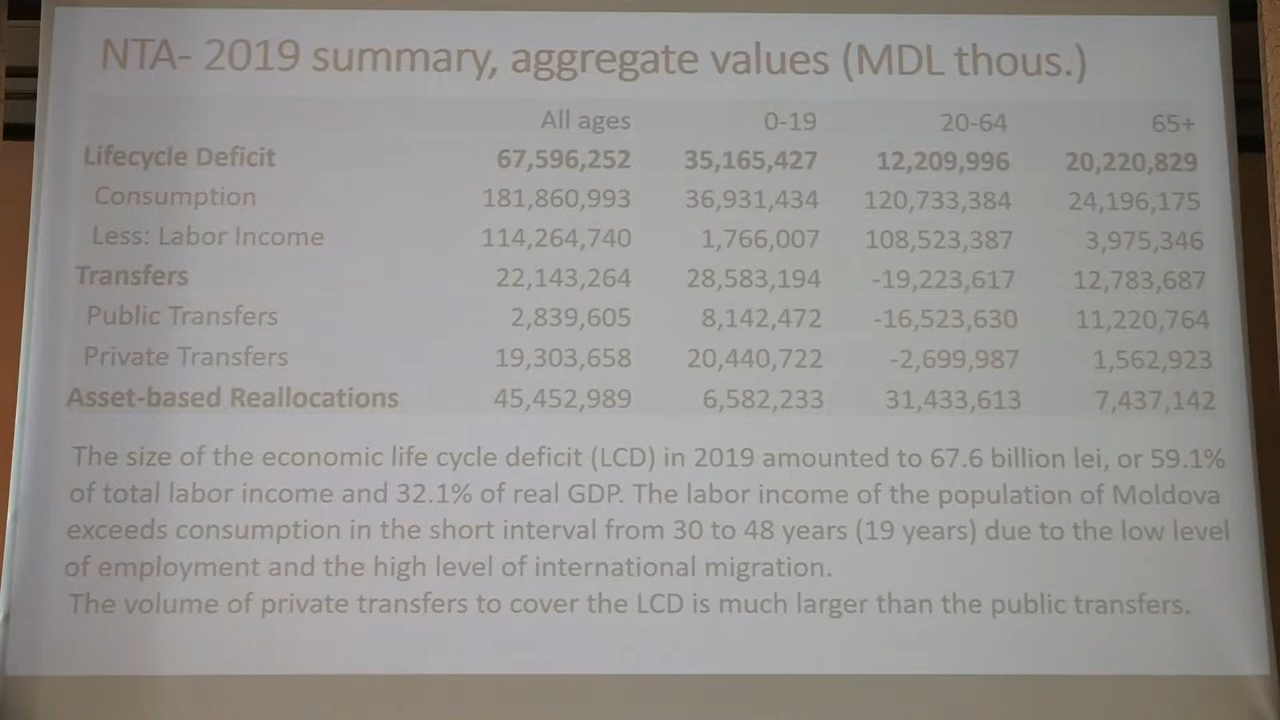 NTA- 2019 summary, aggregate values (MDL thous.)
All ages 0-19 20-64 65+
Lifecycle Deficit 67,596,252 35,165,427 12,209,996 20,220,829
Consumption 181,860,993 36,931,434 120,733,384 24,196,175
Less: Labor Income 114,264,740 1,766,007 108,523,387 3,975,346
Transfers 22,143,264 28,583,194 -19,223,617 12,783,687
Public Transfers 2,839,605 8,142,472 -16,523,630 11,220,764
Private Transfers 19,303,658 20,440,722 -2,699,987 1,562,923
Asset-based Reallocations 45,452,989 6,582,233 31,433,613 7,437,142
The size of the economic life cycle deficit (LCD) in 2019 amounted to 67.6 billion lei, or 59.1%
of total labor income and 32.1% of real GDP. The labor income of the population of Moldova
exceeds consumption in the short interval from 30 to 48 years (19 years) due to the low level
of employment and the high level of international migration.
The volume of private transfers to cover the LCD is much larger than the public transfers.